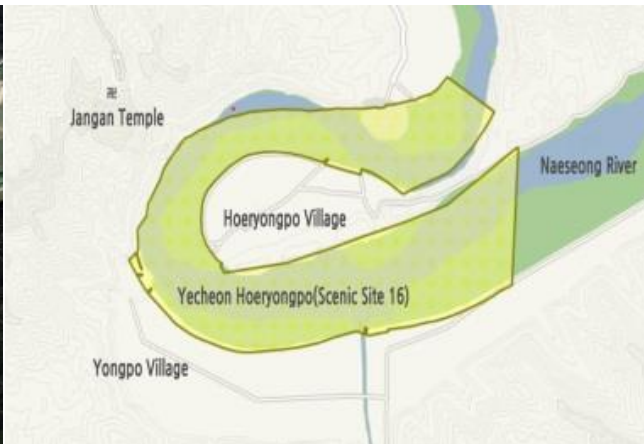 Jangan Temple
Naeseong River
Hoeryongpo Village
Yecheon Hoeryongpo(Scenic Site 16)
Yongpo Village